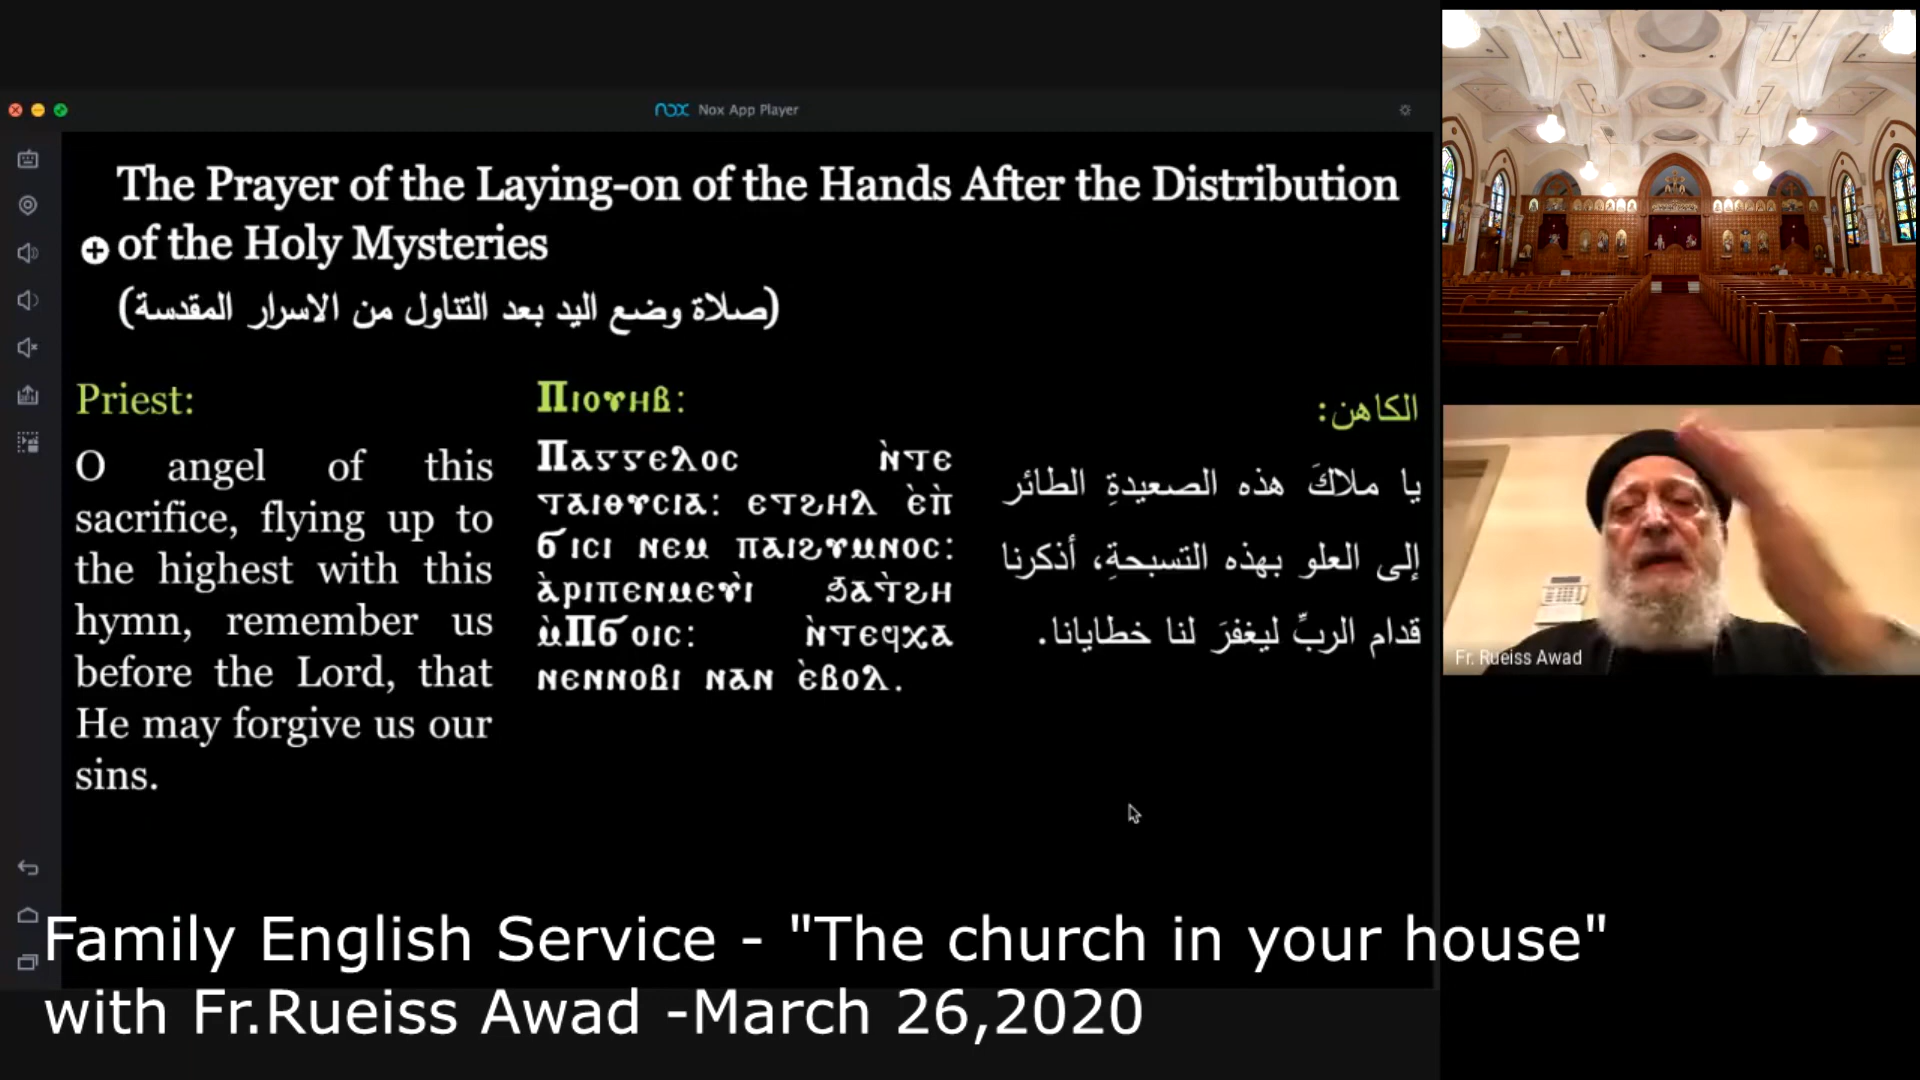 nox Nox App Player
The Prayer of the Laying-on of the Hands After the Distribution
of the Holy Mysteries
(صلاة وضع اليد بعد التناول من الاسرار المقدسة)
Priest:
O angel of this
sacrifice, flying up to
the highest with this
hymn, remember us
before the Lord, that
He may forgive us our
sins.
Ⲡⲓⲟⲩⲏⲃ:
Ⲡⲁⲅⲅⲉⲗⲟⲥ ⲛ̀ⲧⲉ
ⲧⲁⲓⲑⲩⲥⲓⲁ: ⲉⲧϩⲏⲗ ⲉ̀ⲡ̀
ϭⲓⲥⲓ ⲛⲉⲙ ⲡⲁⲓϩⲩⲙⲛⲟⲥ:
ⲁ̀ⲣⲓⲡⲉⲛⲙⲉⲩⲓ̀ ϧⲁⲧ̀ϩⲏ
ⲙ̀Ⲡϭⲟⲓⲥ: ⲛ̀ⲧⲉϥⲭⲁ
ⲛⲉⲛⲛⲟⲃⲓ ⲛⲁⲛ ⲉ̀ⲃⲟⲗ.
الكاهن:
يا ملاكَ هذه الصعيدةِ الطائر
إلى العلو بهذه التسبحةِ، أذكرنا
قدام الربِّ ليغفرَ لنا خطايانا.
Fr. Rueiss Awad
Family English Service - "The church in your house"
with Fr.Rueiss Awad -March 26,2020